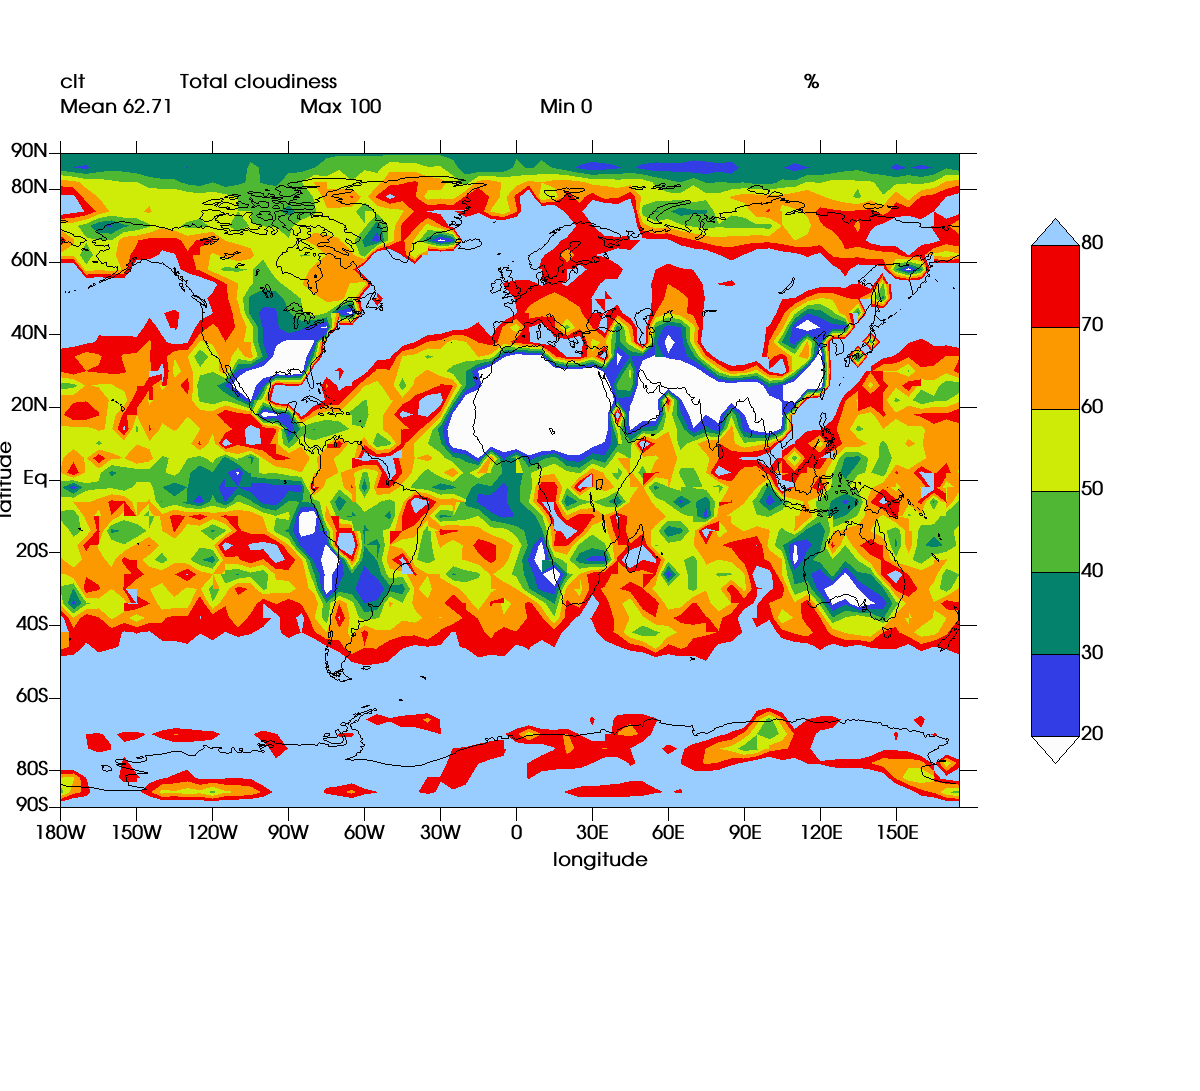 clt Total cloudiness %
Mean 62.71 Max 100 Min 0
90N
80N
60N
40N
20N
Eq
20S
40S
60S
80S
90S
latitude
180W 150W 120W 90W 60W 30W 0 30E 60E 90E 120E 150E
longitude
80
70
60
50
40
30
20